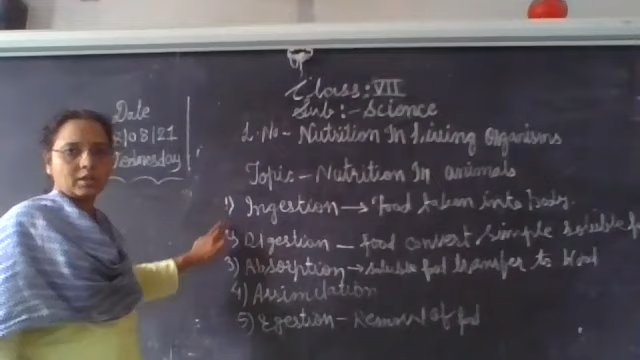 Class: VII
Sub :- Science
Date
8/08/21
Wednesday
L.No- Nutrition In Living Organisms
Topic - Nutrition In animals
1) Ingestion → Food taken into body.
2) Digestion - food convert simple soluble
3) Absorption → soluble food transfer to blood
4) Assimilation
5) Egestion - Removal of food